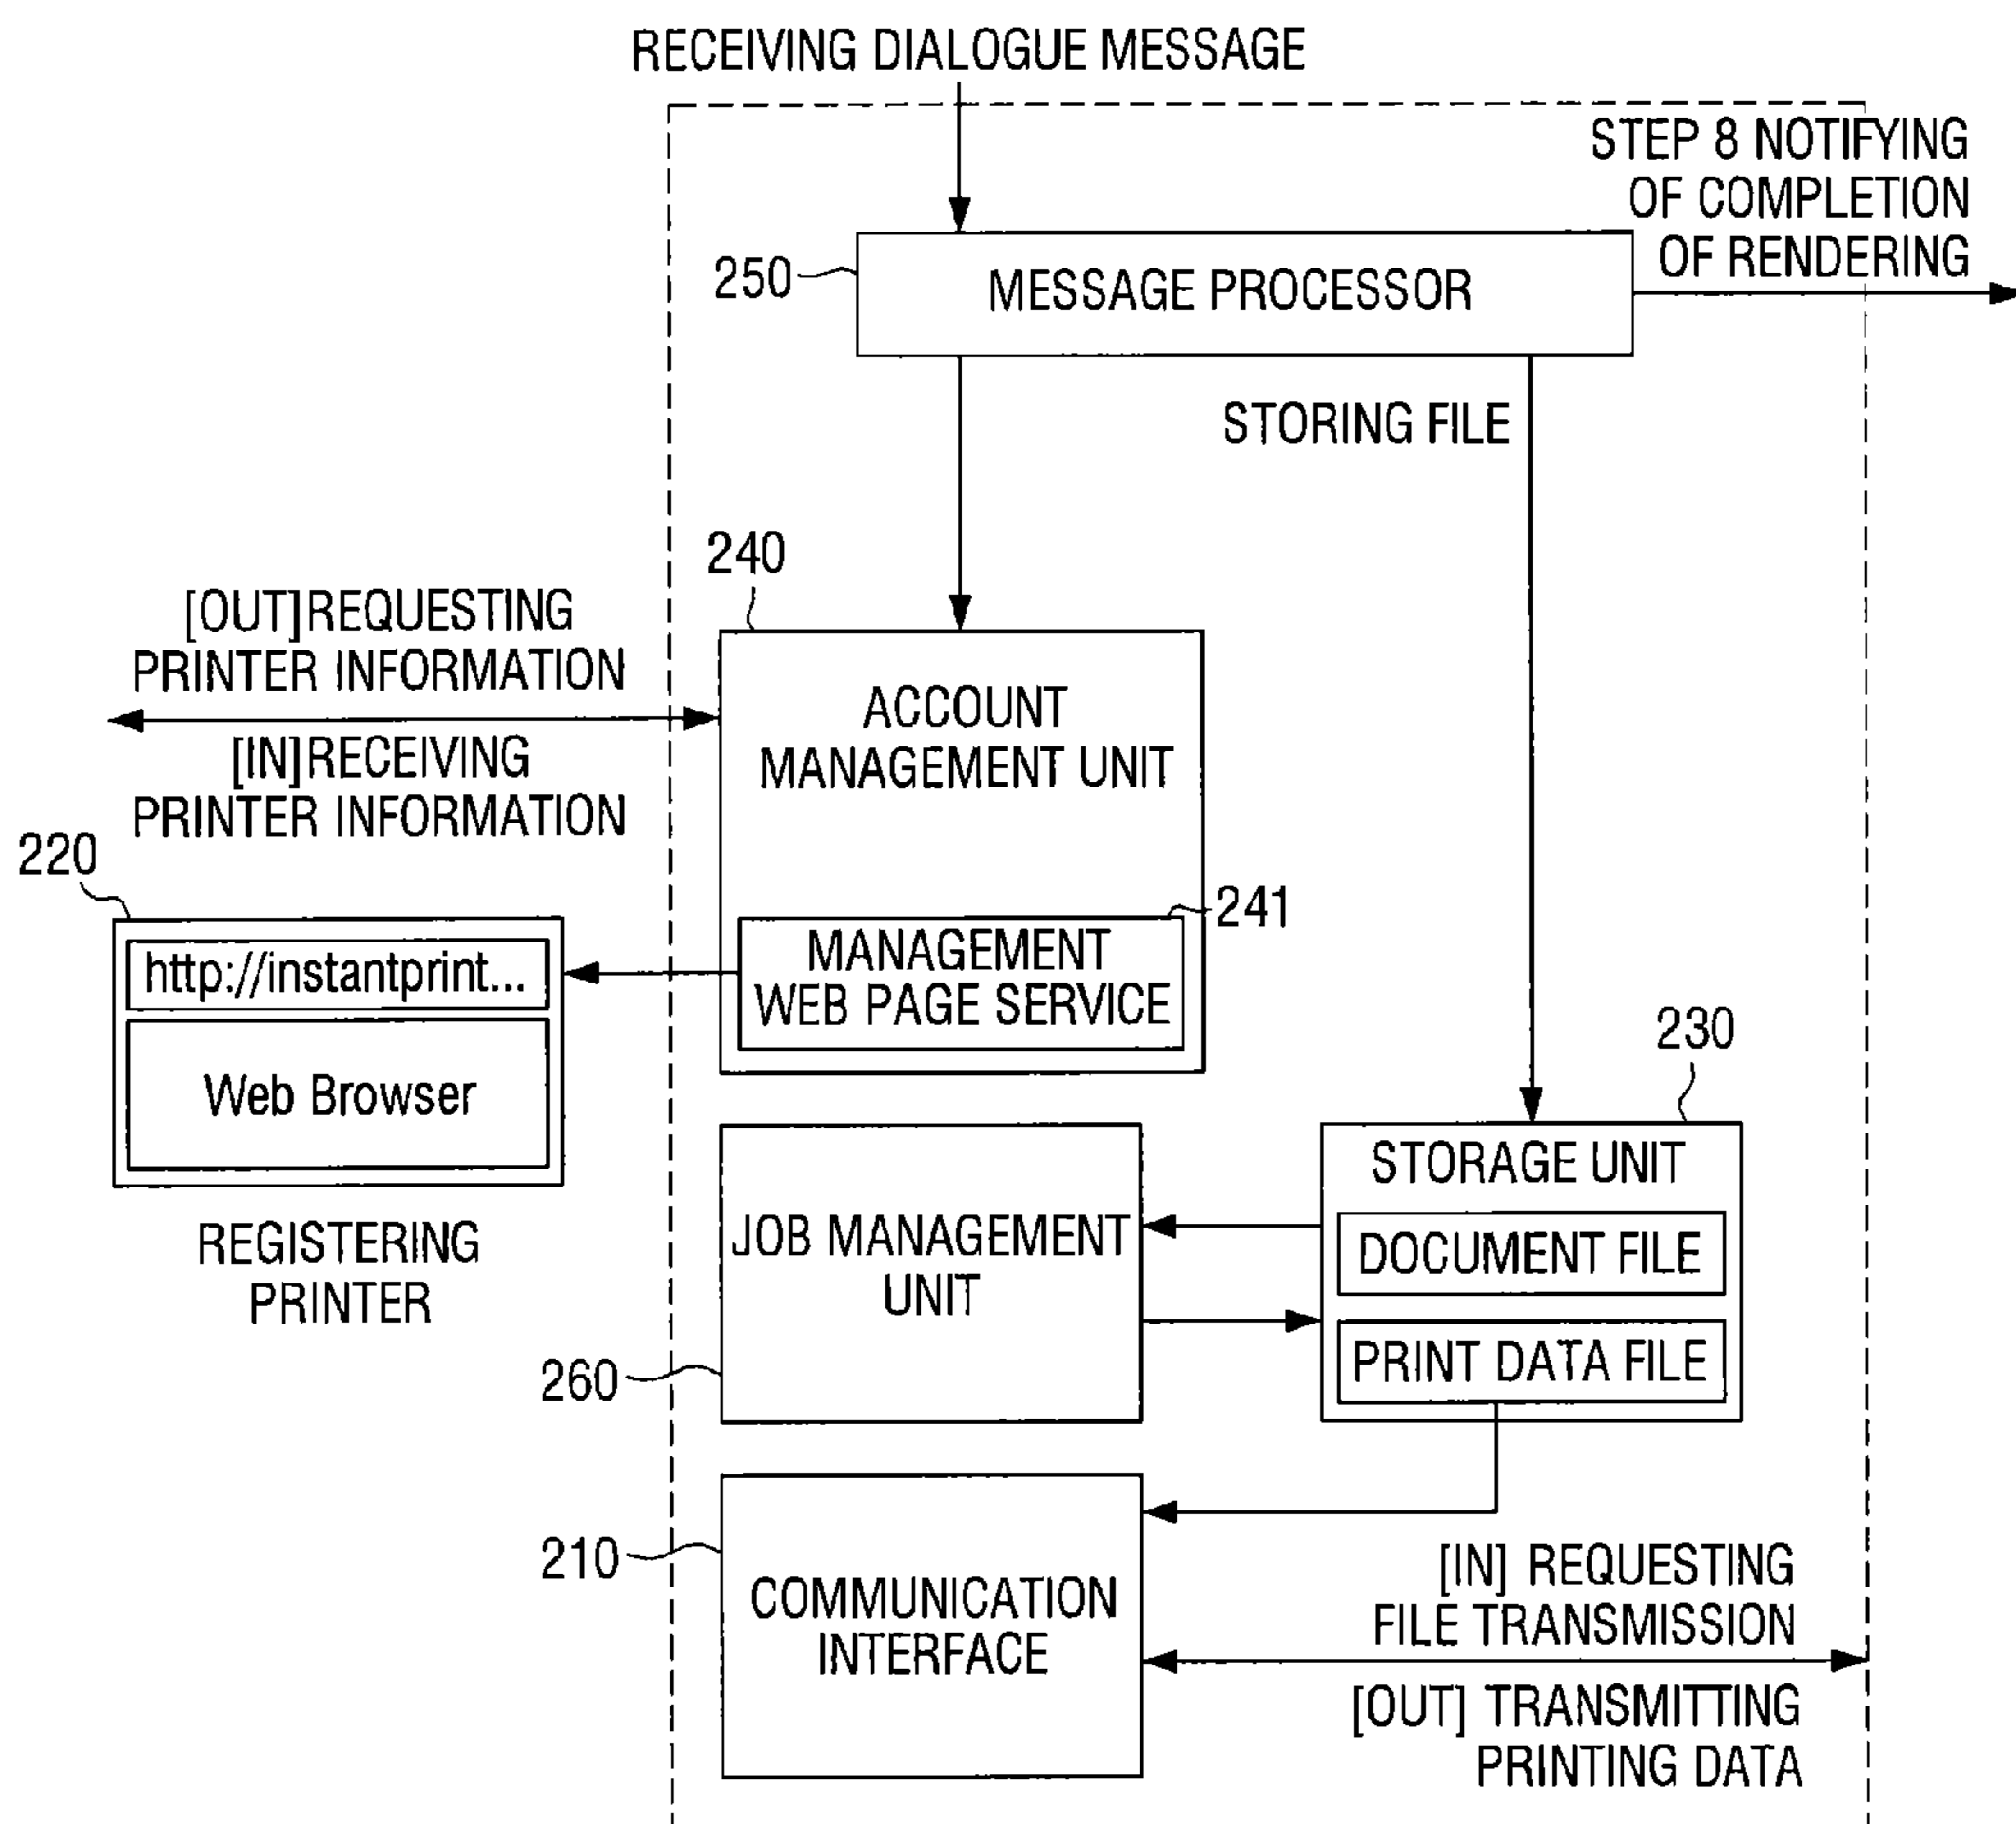 RECEIVING DIALOGUE MESSAGE
STEP 8 NOTIFYING
OF COMPLETION
OF RENDERING
250
MESSAGE PROCESSOR
STORING FILE
240
[OUT]REQUESTING
PRINTER INFORMATION
[IN]RECEIVING
PRINTER INFORMATION
ACCOUNT
MANAGEMENT UNIT
220
241
http://instantprint...
Web Browser
MANAGEMENT
WEB PAGE SERVICE
REGISTERING
PRINTER
230
STORAGE UNIT
DOCUMENT FILE
PRINT DATA FILE
JOB MANAGEMENT
UNIT
260
210
COMMUNICATION
INTERFACE
[IN] REQUESTING
FILE TRANSMISSION
[OUT] TRANSMITTING
PRINTING DATA